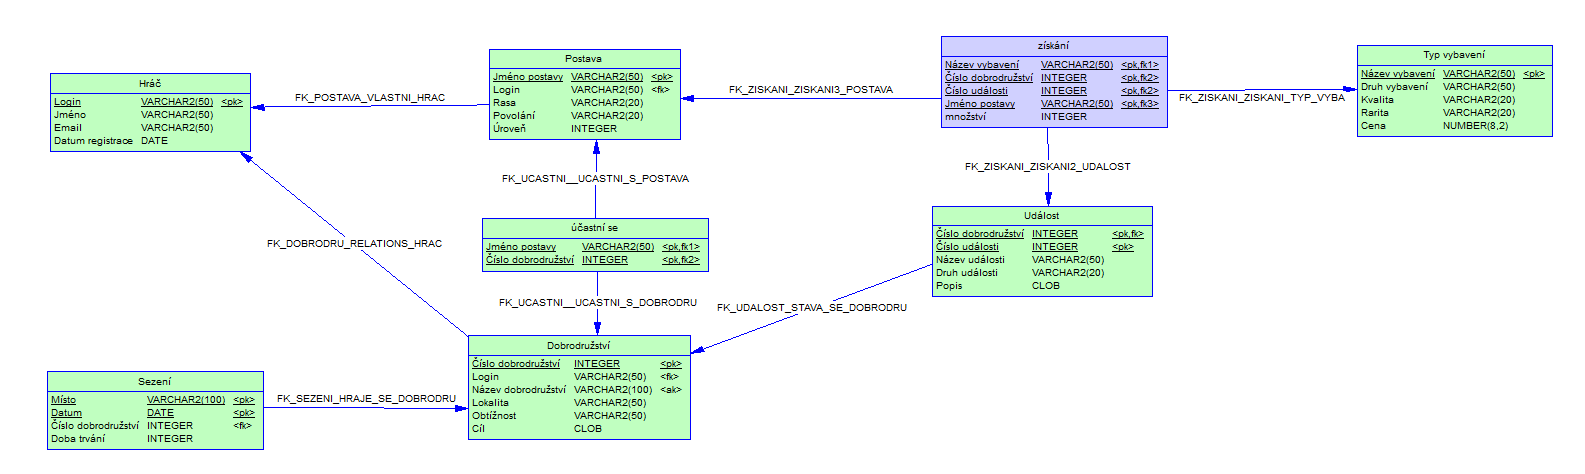 Hráč
Login VARCHAR2(50) <pk>
Jméno VARCHAR2(50)
Email VARCHAR2(50)
Datum registrace DATE
FK_POSTAVA_VLASTNI_HRAC
Postava
Jméno postavy VARCHAR2(50) <pk>
Login VARCHAR2(50) <fk>
Rasa VARCHAR2(20)
Povolání VARCHAR2(20)
Úroveň INTEGER
FK_ZISKANI_ZISKANI3_POSTAVA
získání
Název vybavení VARCHAR2(50) <pk,fk1>
Číslo dobrodružství INTEGER <pk,fk2>
Číslo události INTEGER <pk,fk2>
Jméno postavy VARCHAR2(50) <pk,fk3>
množství INTEGER
FK_ZISKANI_ZISKANI_TYP_VYBA
Typ vybavení
Název vybavení VARCHAR2(50) <pk>
Druh vybavení VARCHAR2(50)
Kvalita VARCHAR2(20)
Rarita VARCHAR2(20)
Cena NUMBER(8,2)
FK_UCASTNI__UCASTNI_S_POSTAVA
FK_ZISKANI_ZISKANI2_UDALOST
účastní se
Jméno postavy VARCHAR2(50) <pk,fk1>
Číslo dobrodružství INTEGER <pk,fk2>
Událost
Číslo dobrodružství INTEGER <pk,fk>
Číslo události INTEGER <pk>
Název události VARCHAR2(50)
Druh události VARCHAR2(20)
Popis CLOB
FK_DOBRODRU_RELATIONS_HRAC
FK_UCASTNI__UCASTNI_S_DOBRODRU
FK_UDALOST_STAVA_SE_DOBRODRU
Dobrodružství
Číslo dobrodružství INTEGER <pk>
Login VARCHAR2(50) <fk>
Název dobrodružství VARCHAR2(100) <ak>
Lokalita VARCHAR2(50)
Obtížnost VARCHAR2(50)
Cíl CLOB
Sezení
Místo VARCHAR2(100) <pk>
Datum DATE <pk>
Číslo dobrodružství INTEGER <fk>
Doba trvání INTEGER
FK_SEZENI_HRAJE_SE_DOBRODRU